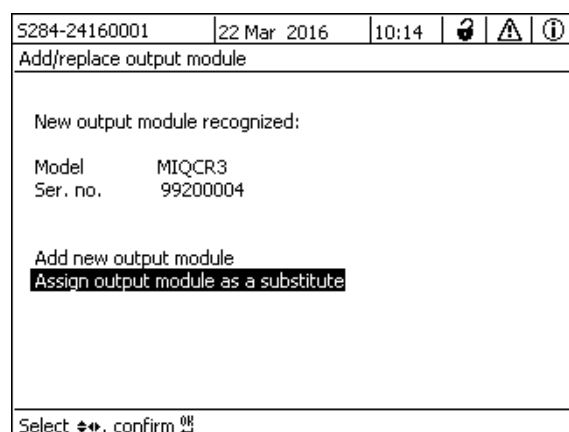 S284-24160001 22 Mar 2016 10:14
Add/replace output module
New output module recognized:
Model MIQCR3
Ser. no. 99200004
Add new output module
Assign output module as a substitute
Select , confirm OK